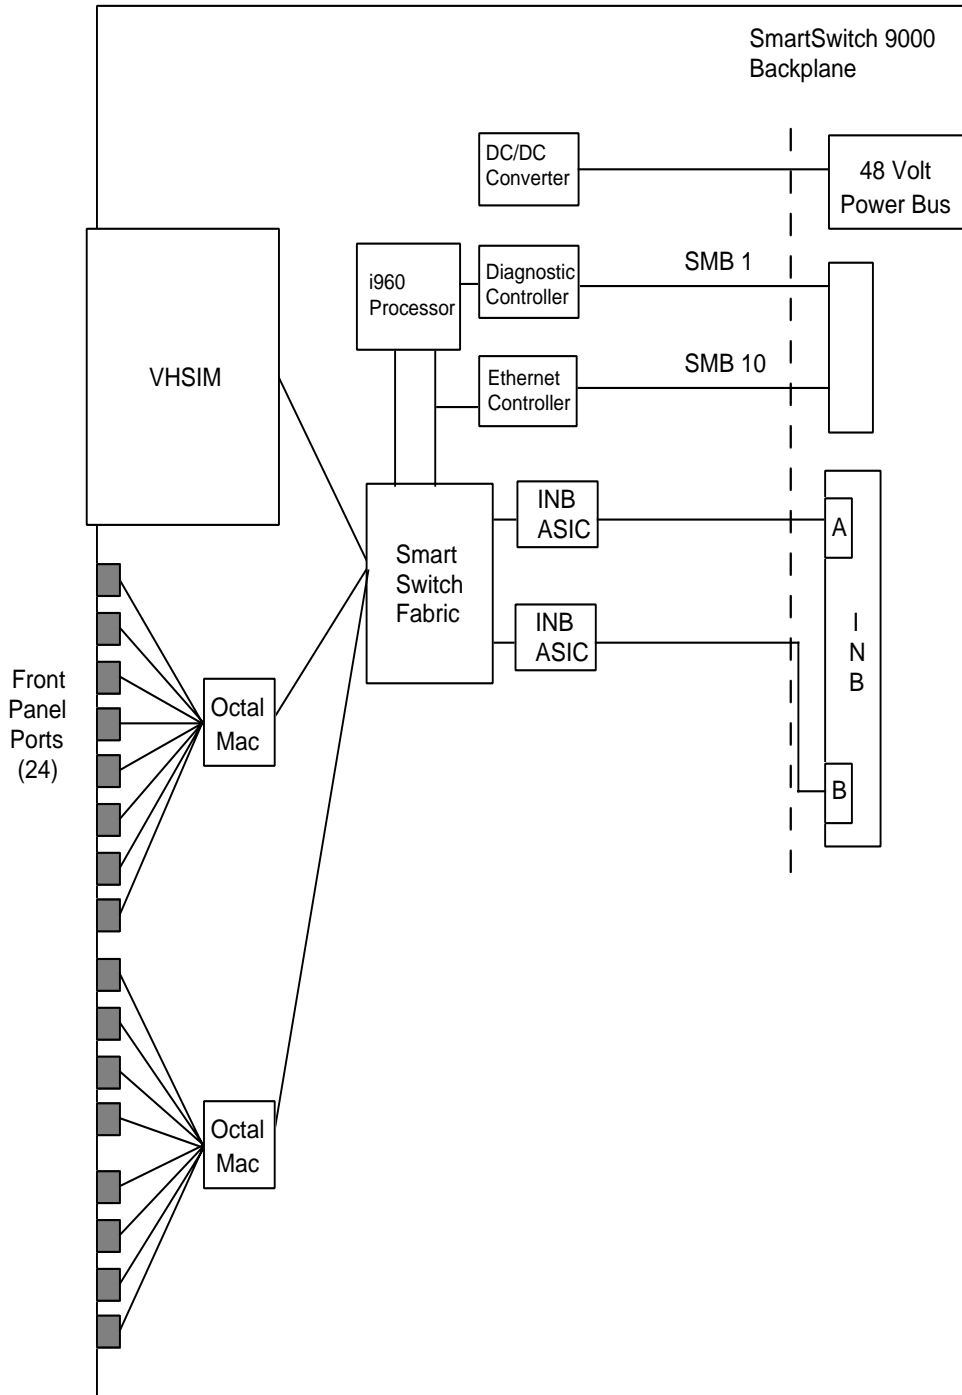 SmartSwitch 9000
Backplane
DC/DC
Converter
48 Volt
Power Bus
i960
Processor
Diagnostic
Controller
SMB 1
VHSIM
Ethernet
Controller
SMB 10
Smart
Switch
Fabric
INB
ASIC
A
INB
ASIC
I
N
B
B
Front
Panel
Ports
(24)
Octal
Mac
Octal
Mac